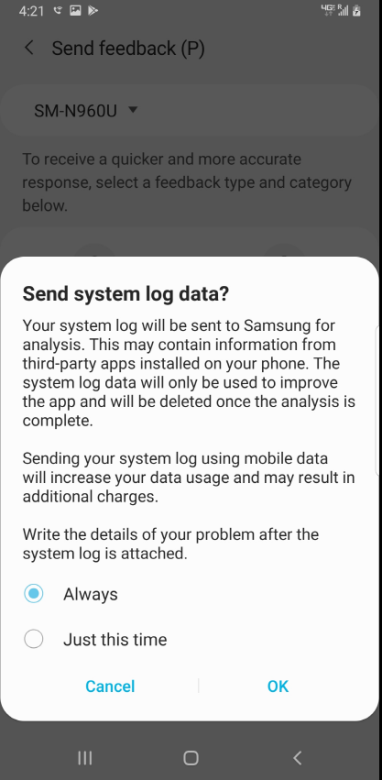 4:21
4G
Send feedback (P)
SM-N960U
To receive a quicker and more accurate
response, select a feedback type and category
below.
Send system log data?
Your system log will be sent to Samsung for
analysis. This may contain information from
third-party apps installed on your phone. The
system log data will only be used to improve
the app and will be deleted once the analysis is
complete.
Sending your system log using mobile data
will increase your data usage and may result in
additional charges.
Write the details of your problem after the
system log is attached.
Always
Just this time
Cancel
OK